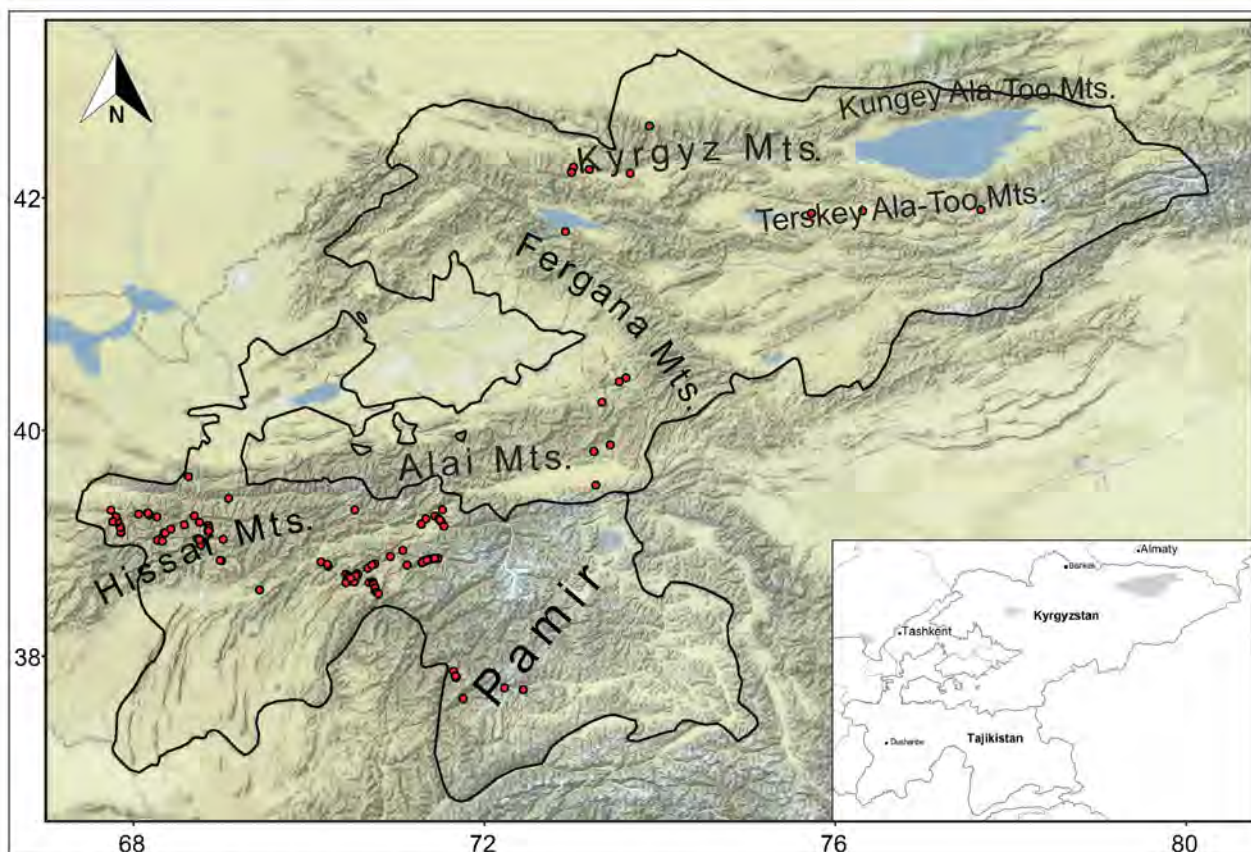 N
Kungey Ala-Too Mts.
Kyrgyz Mts.
Terskey Ala-Too Mts.
Fergana Mts.
Alai Mts.
Hissar Mts.
Pamir
42
40
38
68
72
76
80
Almaty
Bishkek
Kyrgyzstan
Tashkent
Tajikistan
Dushanbe